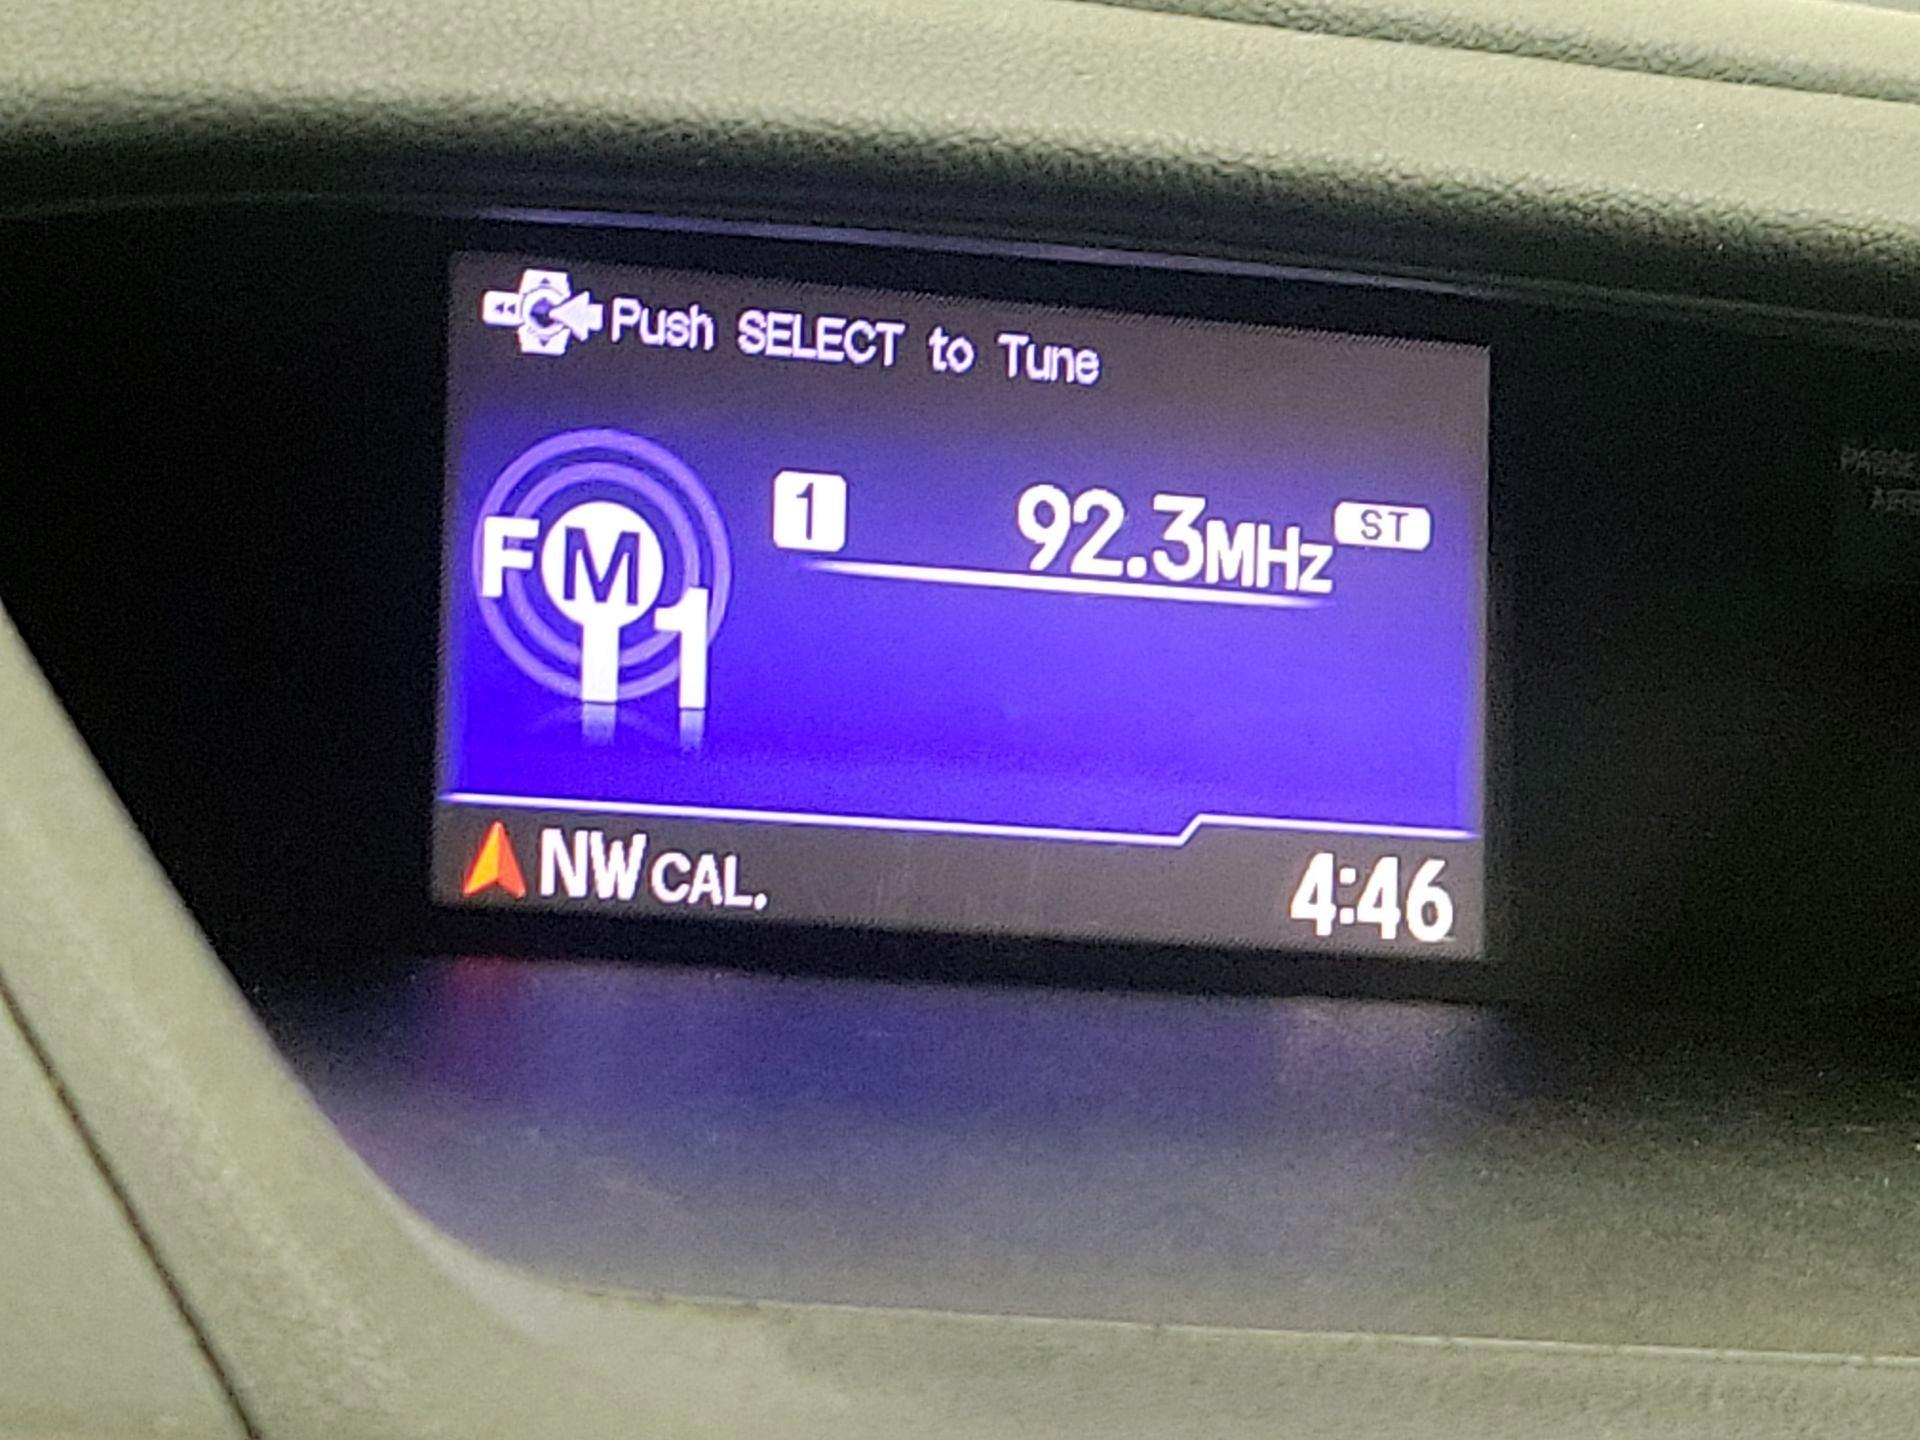 Push SELECT to Tune
FM1
1 92.3MHz ST
NW CAL. 4:46